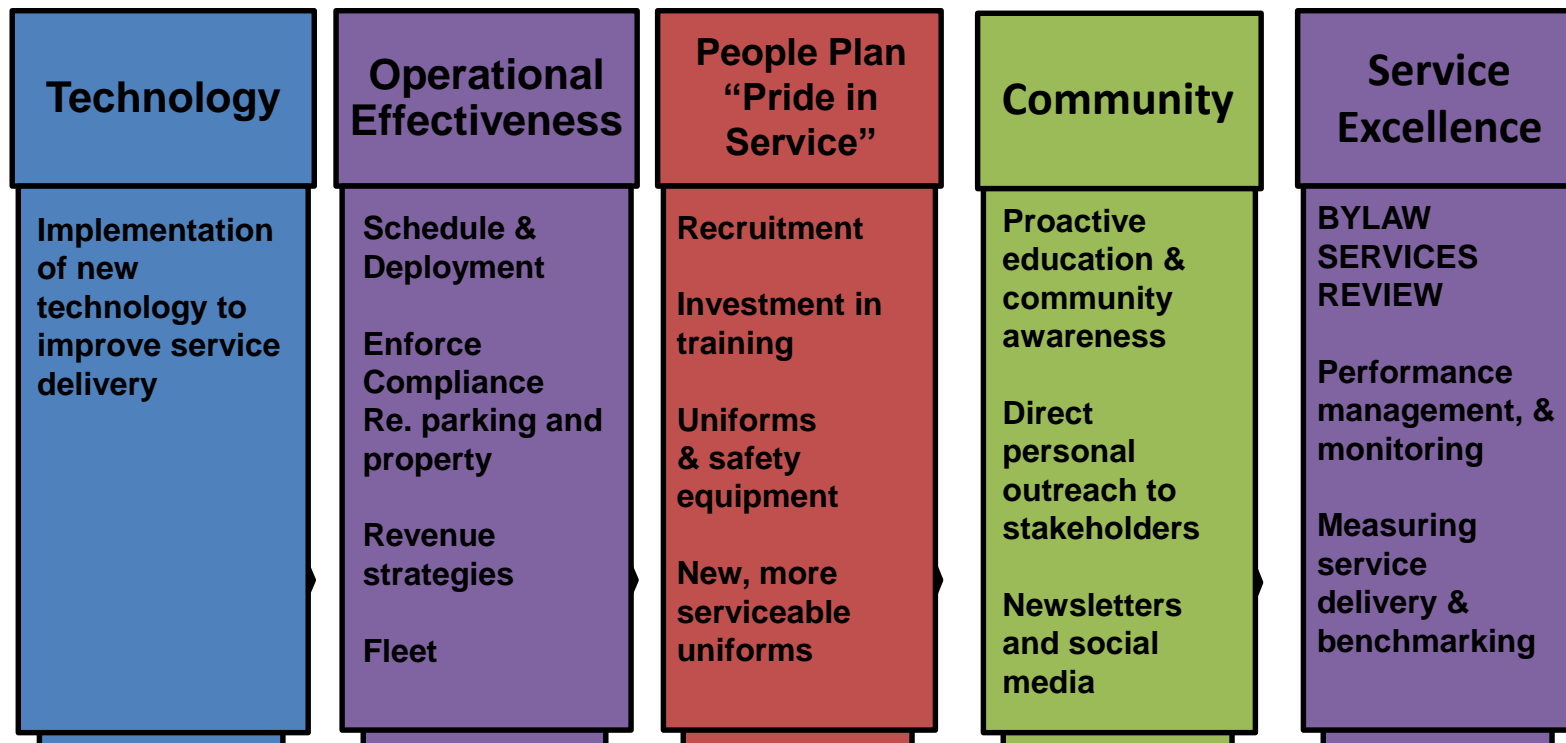 Technology
Implementation
of new
technology to
improve service
delivery
Operational
Effectiveness
Schedule &
Deployment
Enforce
Compliance
Re. parking and
property
Revenue
strategies
Fleet
People Plan
“Pride in
Service”
Recruitment
Investment in
training
Uniforms
& safety
equipment
New, more
serviceable
uniforms
Community
Proactive
education &
community
awareness
Direct
personal
outreach to
stakeholders
Newsletters
and social
media
Service
Excellence
BYLAW
SERVICES
REVIEW
Performance
management, &
monitoring
Measuring
service
delivery &
benchmarking